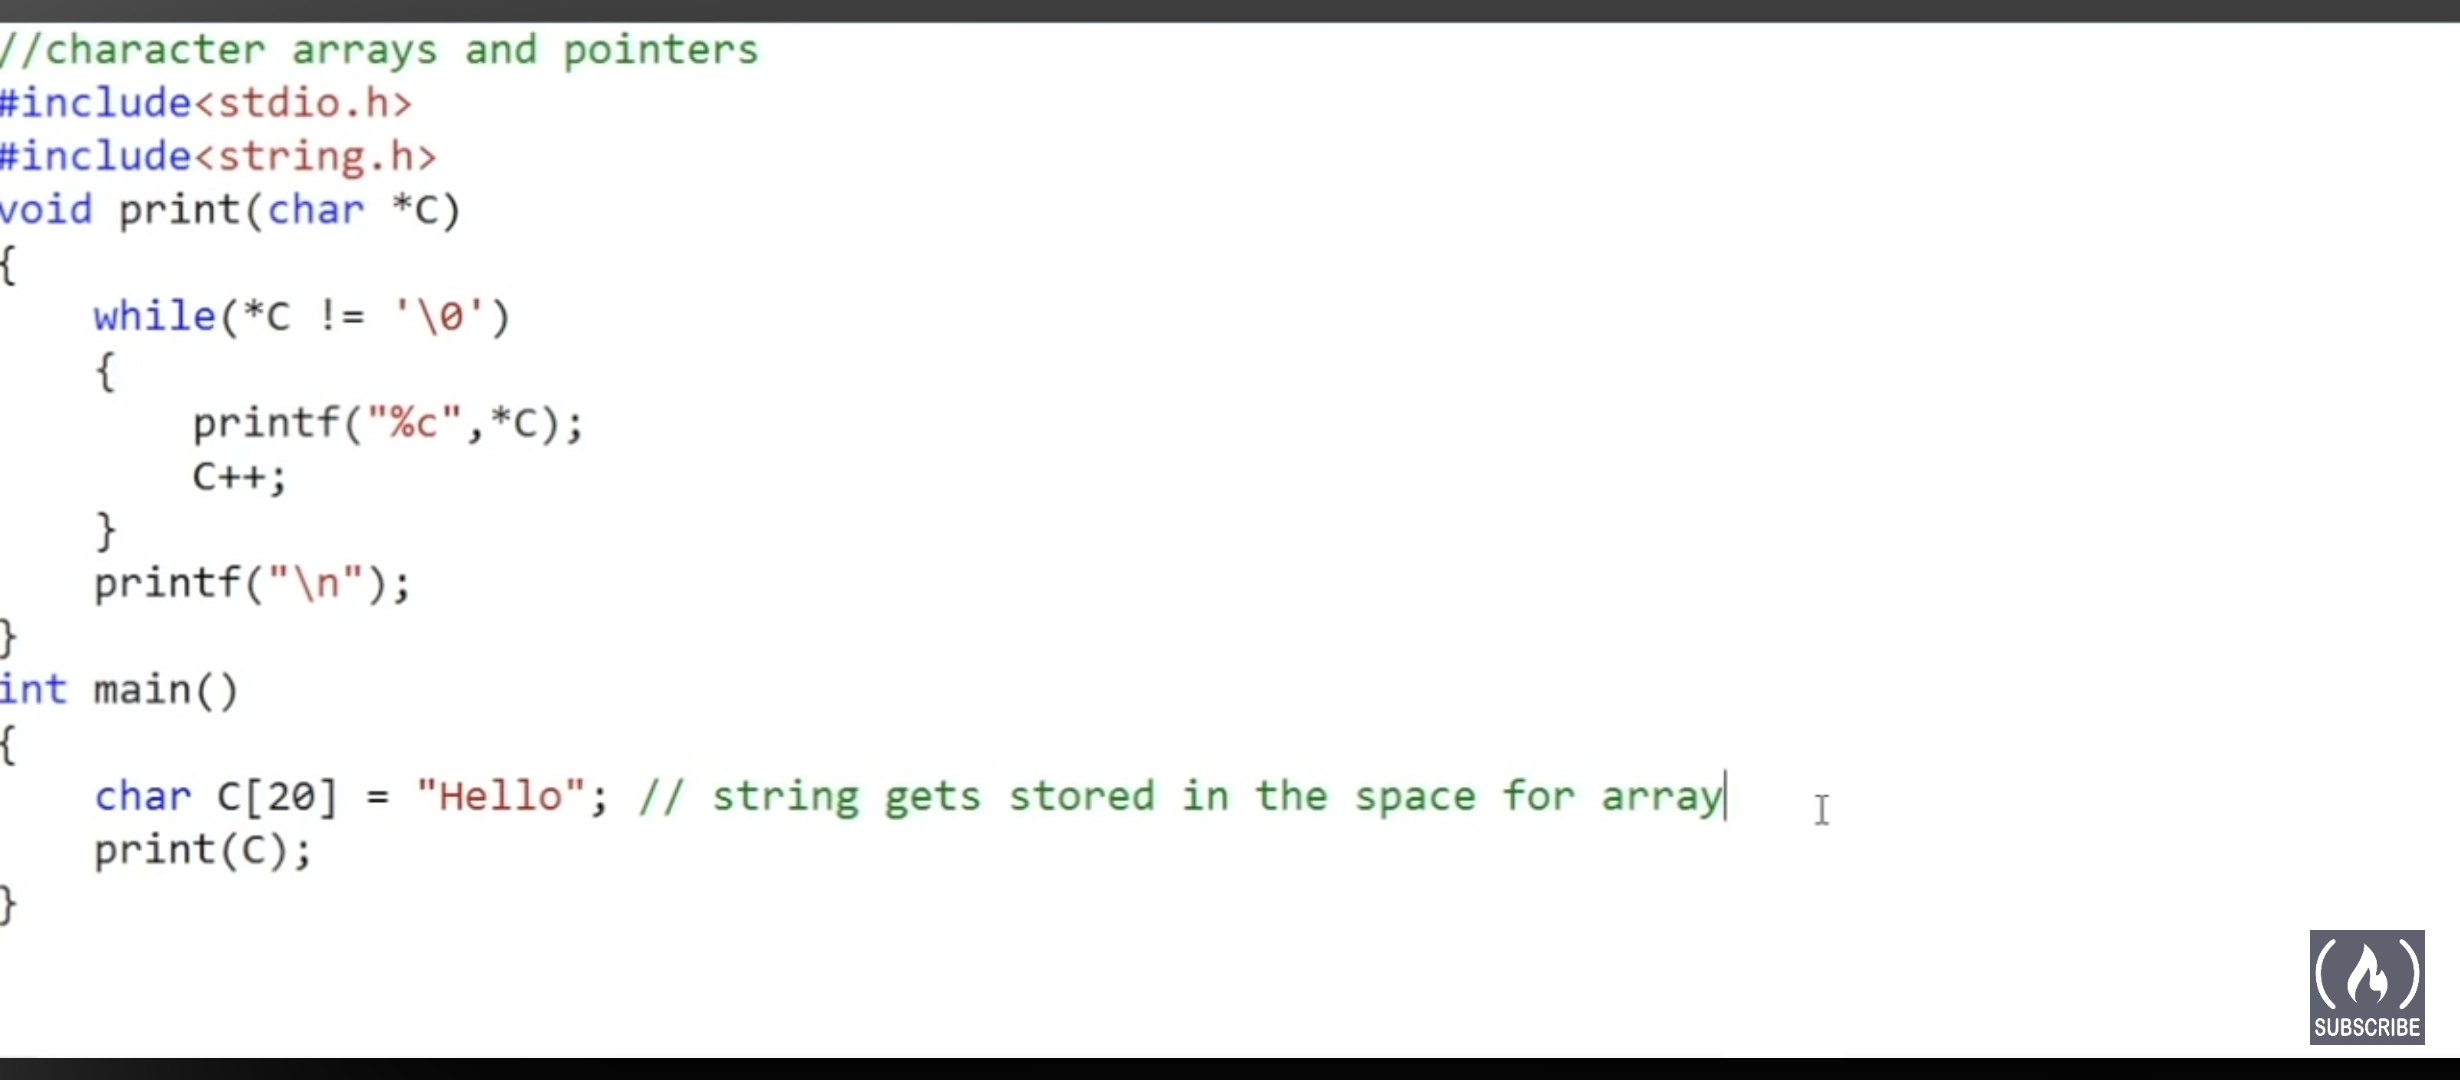 //character arrays and pointers
#include<stdio.h>
#include<string.h>
void print(char *C)
{
    while(*C != '\0')
    {
        printf("%c",*C);
        C++;
    }
    printf("\n");
}
int main()
{
    char C[20] = "Hello"; // string gets stored in the space for array
    print(C);
}
SUBSCRIBE